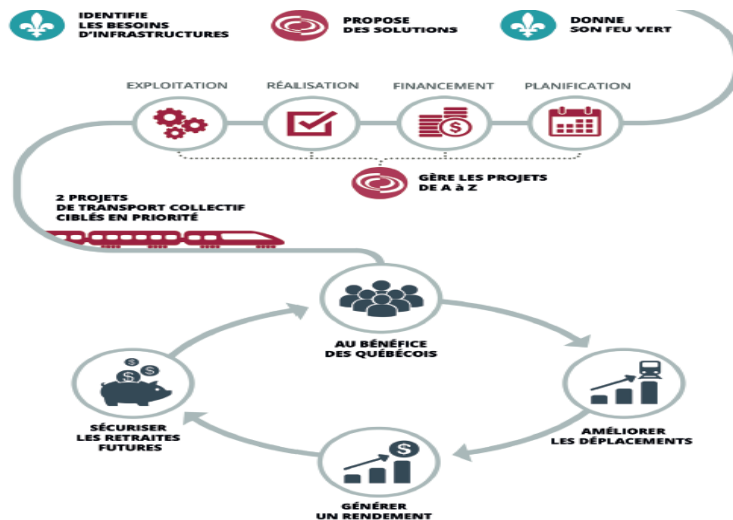 IDENTIFIE
LES BESOINS
D'INFRASTRUCTURES
PROPOSE
DES SOLUTIONS
DONNE
SON FEU VERT
EXPLOITATION
RÉALISATION
FINANCEMENT
PLANIFICATION
$
GÈRE LES PROJETS
DE A à Z
2 PROJETS
DE TRANSPORT COLLECTIF
CIBLÉS EN PRIORITÉ
AU BÉNÉFICE
DES QUÉBÉCOIS
$
$
$
SÉCURISER
LES RETRAITES
FUTURES
AMÉLIORER
LES DÉPLACEMENTS
$
GÉNÉRER
UN RENDEMENT